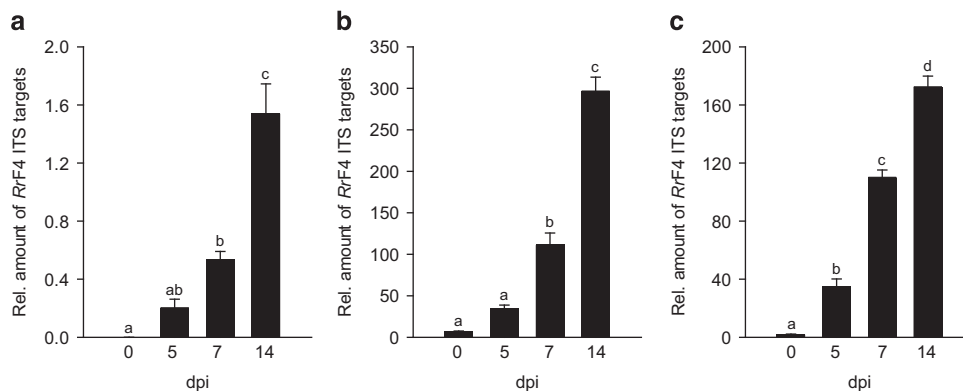 a
Rel. amount of RrF4 ITS targets
2.0
1.6
1.2
0.8
0.4
0.0
a
ab
b
c
0 5 7 14
dpi
b
Rel. amount of RrF4 ITS targets
350
300
250
200
150
100
50
0
a
a
b
c
0 5 7 14
dpi
c
Rel. amount of RrF4 ITS targets
200
160
120
80
40
0
a
b
c
d
0 5 7 14
dpi